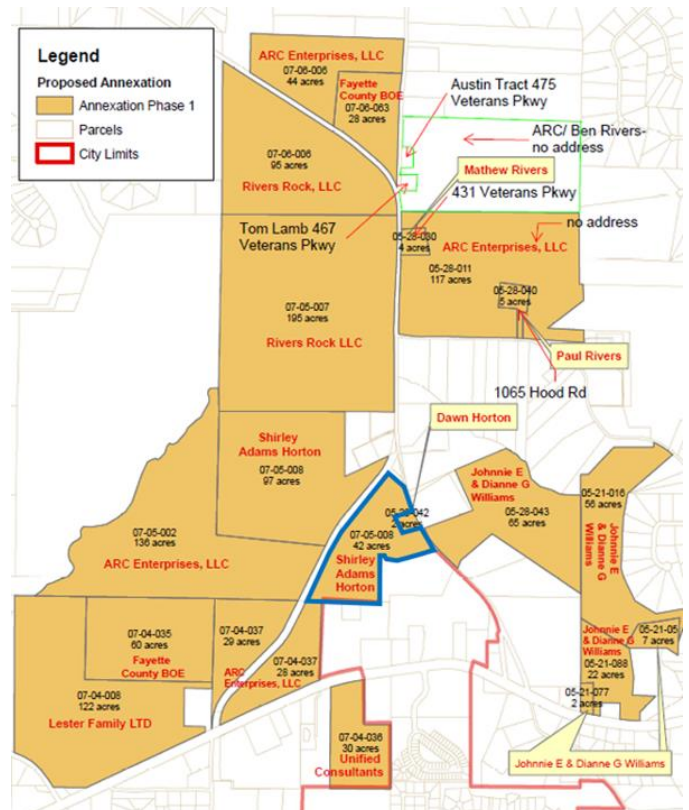 Legend
Proposed Annexation
Annexation Phase 1
Parcels
City Limits
ARC Enterprises, LLC
07-06-006
44 acres
Fayette
County BOE
07-06-063
28 acres
Austin Tract 475
Veterans Pkwy
ARC/ Ben Rivers-
no address
07-06-006
95 acres
Rivers Rock, LLC
Mathew Rivers
431 Veterans Pkwy
Tom Lamb 467
Veterans Pkwy
05-28-030
4 acres
no address
ARC Enterprises, LLC
05-28-011
117 acres
05-28-040
5 acres
07-05-007
195 acres
Rivers Rock LLC
Paul Rivers
1065 Hood Rd
Dawn Horton
Shirley
Adams Horton
07-05-008
97 acres
Johnnie E
& Dianne G
Williams
05-28-043
65 acres
05-21-016
56 acres
Johnnie E
& Dianne G
Williams
2 acres
07-05-008
42 acres
Shirley
Adams
Horton
07-05-002
136 acres
ARC Enterprises, LLC
07-04-035
60 acres
Fayette
County BOE
07-04-037
29 acres
07-04-037
28 acres
ARC
Enterprises, LLC
07-04-008
122 acres
Lester Family LTD
Johnnie E
& Dianne G
Williams
05-21-05
7 acres
05-21-088
22 acres
05-21-077
2 acres
Johnnie E & Dianne G Williams
07-04-036
30 acres
Unified
Consultants